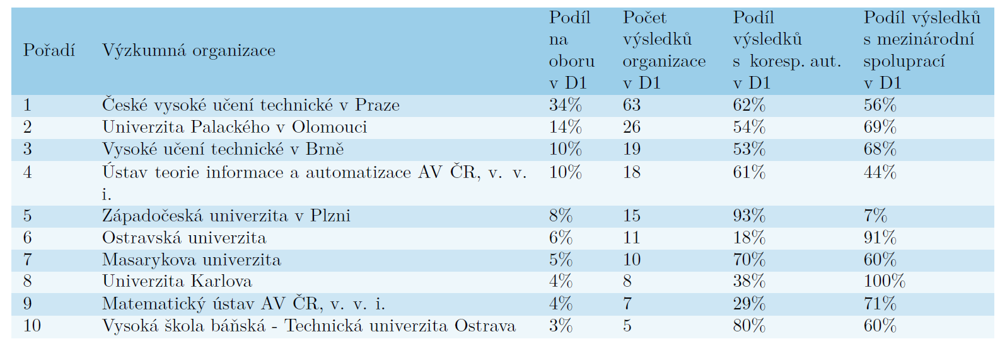 Pořadí Výzkumná organizace Podíl na oboru v D1 Počet výsledků organizace v D1 Podíl výsledků s koresp. aut. v D1 Podíl výsledků s mezinárodní spoluprací v D1
1 České vysoké učení technické v Praze 34% 63 62% 56%
2 Univerzita Palackého v Olomouci 14% 26 54% 69%
3 Vysoké učení technické v Brně 10% 19 53% 68%
4 Ústav teorie informace a automatizace AV ČR, v. v. 10% 18 61% 44%
i.
5 Západočeská univerzita v Plzni 8% 15 93% 7%
6 Ostravská univerzita 6% 11 18% 91%
7 Masarykova univerzita 5% 10 70% 60%
8 Univerzita Karlova 4% 8 38% 100%
9 Matematický ústav AV ČR, v. v. i. 4% 7 29% 71%
10 Vysoká škola báňská - Technická univerzita Ostrava 3% 5 80% 60%